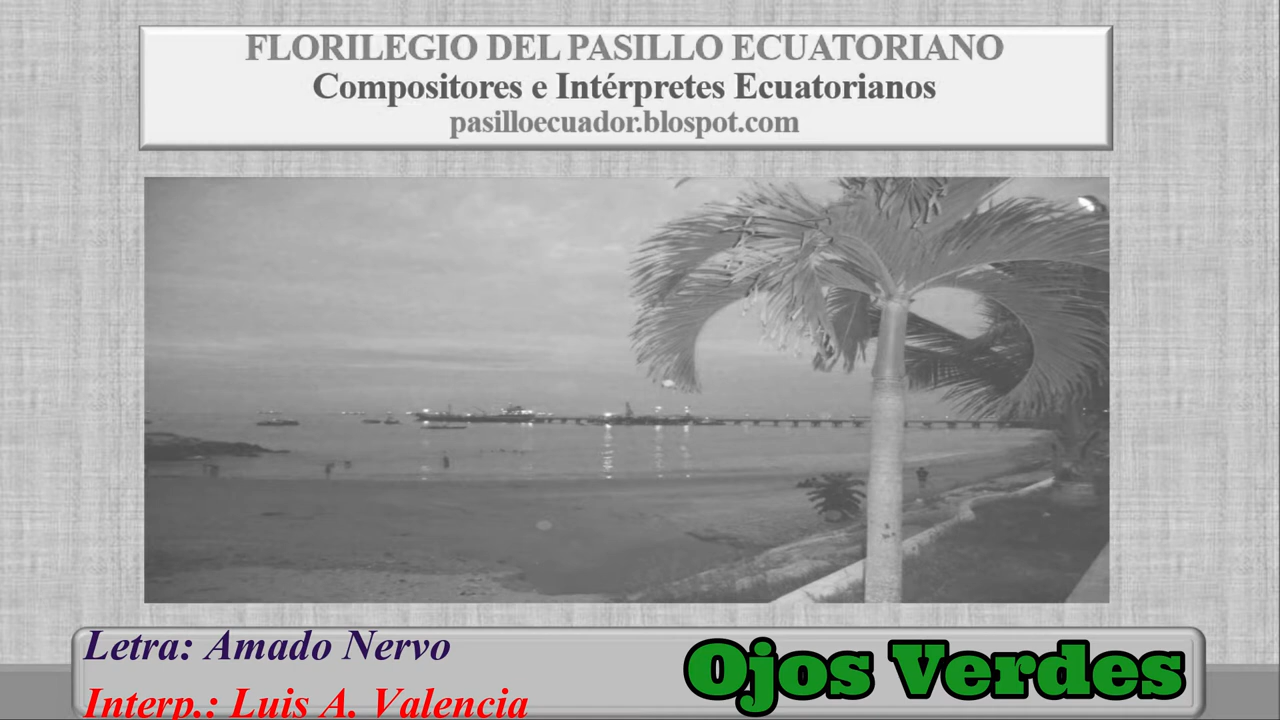 FLORILEGIO DEL PASILLO ECUATORIANO
Compositores e Intérpretes Ecuatorianos
pasilloecuador.blospot.com
Letra: Amado Nervo
Interp.: Luis A. Valencia
Ojos Verdes